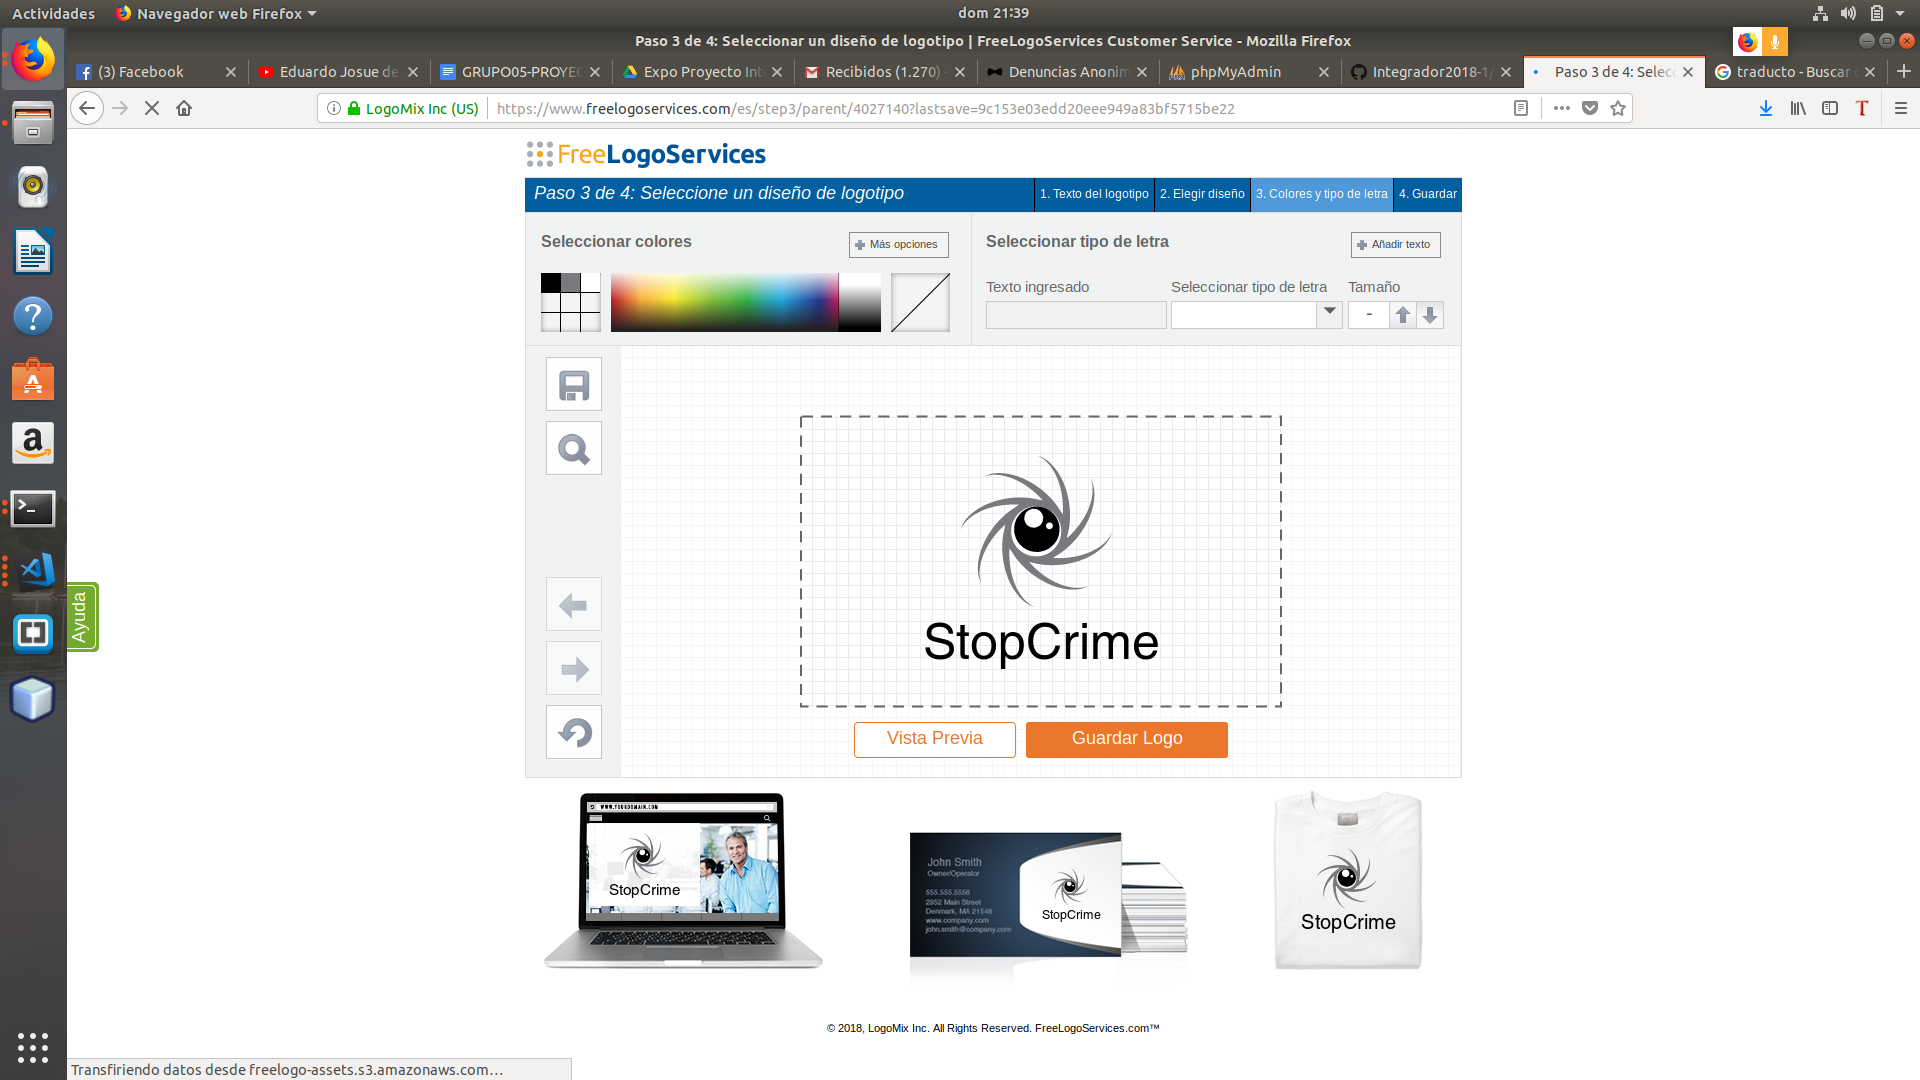 Actividades
Navegador web Firefox
dom 21:39
Paso 3 de 4: Seleccionar un diseño de logotipo | FreeLogoServices Customer Service - Mozilla Firefox
(3) Facebook
Eduardo Josue de
GRUPO05-PROYEC
Expo Proyecto Int
Recibidos (1.270) -
Denuncias Anonim
phpMyAdmin
Integrador2018-1/
Paso 3 de 4: Selecc
traducto - Buscar
LogoMix Inc (US)
https://www.freelogoservices.com/es/step3/parent/4027140?lastsave=9c153e03edd20eee949a83bf5715be22
FreeLogoServices
Paso 3 de 4: Seleccione un diseño de logotipo
1. Texto del logotipo
2. Elegir diseño
3. Colores y tipo de letra
4. Guardar
Seleccionar colores
Más opciones
Seleccionar tipo de letra
Añadir texto
Texto ingresado
Seleccionar tipo de letra
Tamaño
-
Ayuda
StopCrime
Vista Previa
Guardar Logo
WWW.YOURDOMAIN.COM
StopCrime
John Smith
Owner/Operator
555.555.5556
2352 Main Street
Denmark, MA 21548
www.company.com
john.smith@company.com
StopCrime
StopCrime
© 2018, LogoMix Inc. All Rights Reserved. FreeLogoServices.com™
Transfiriendo datos desde freelogo-assets.s3.amazonaws.com…